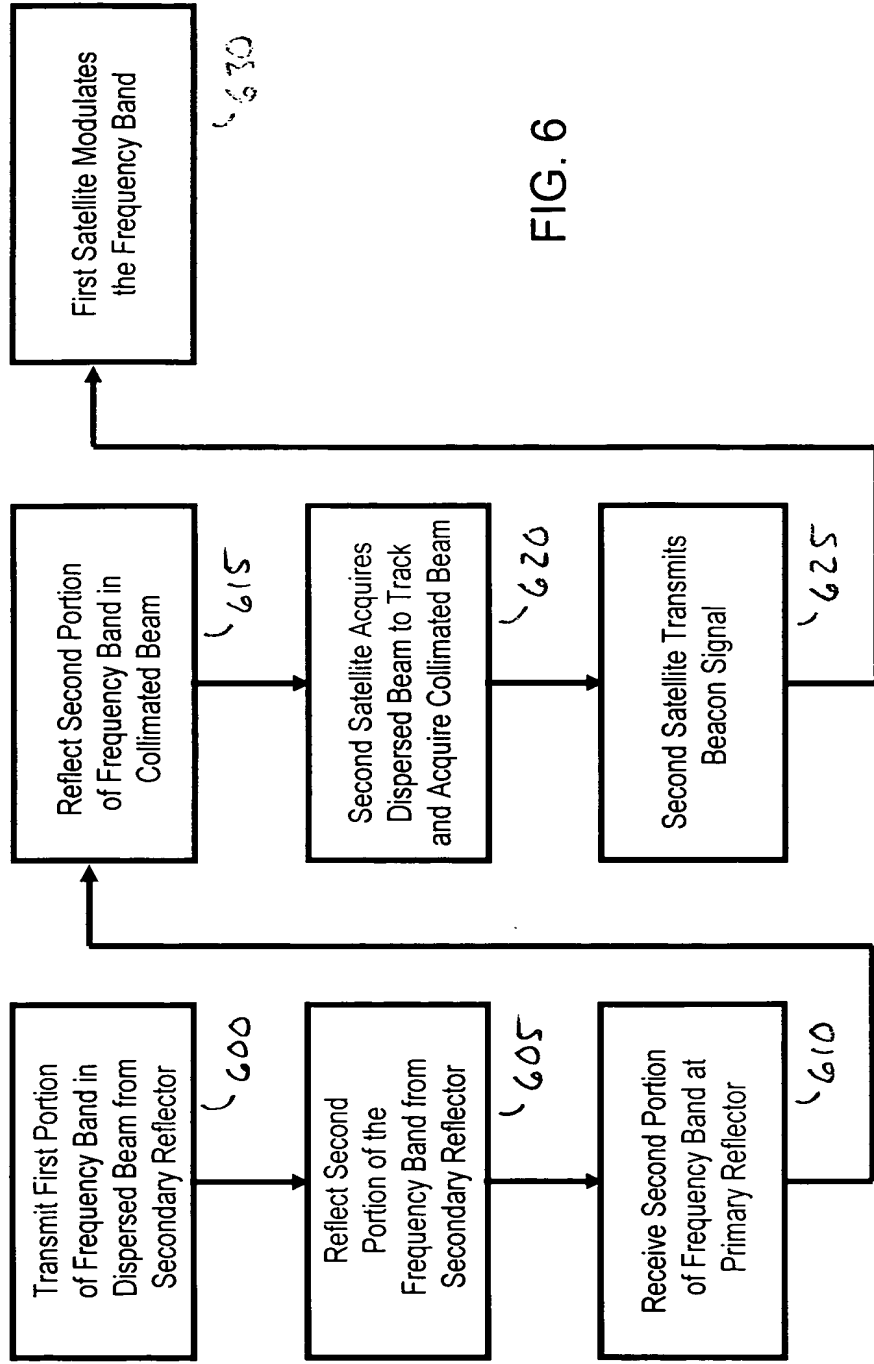 Transmit First Portion
of Frequency Band in
Dispersed Beam from
Secondary Reflector
600
Reflect Second
Portion of the
Frequency Band from
Secondary Reflector
605
Receive Second Portion
of Frequency Band at
Primary Reflector
610
Reflect Second Portion
of Frequency Band in
Collimated Beam
615
Second Satellite Acquires
Dispersed Beam to Track
and Acquire Collimated Beam
620
Second Satellite Transmits
Beacon Signal
625
First Satellite Modulates
the Frequency Band
630
FIG. 6